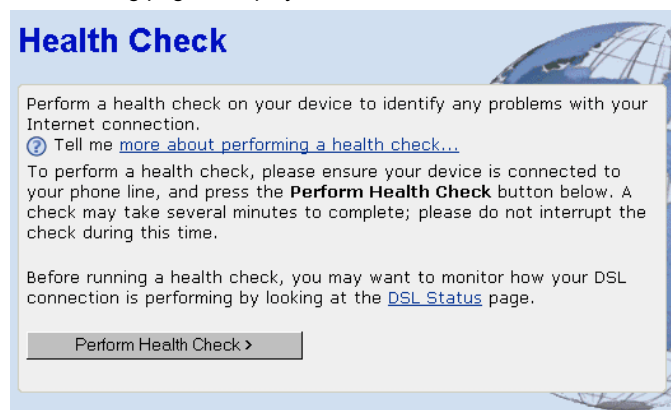 Health Check
Perform a health check on your device to identify any problems with your
Internet connection.
? Tell me more about performing a health check...
To perform a health check, please ensure your device is connected to
your phone line, and press the Perform Health Check button below. A
check may take several minutes to complete; please do not interrupt the
check during this time.
Before running a health check, you may want to monitor how your DSL
connection is performing by looking at the DSL Status page.
Perform Health Check >